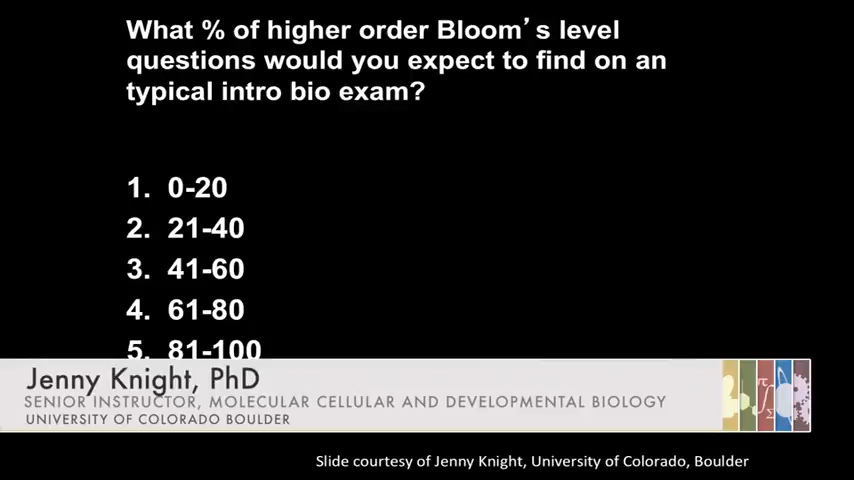 What % of higher order Bloom's level
questions would you expect to find on an
typical intro bio exam?
1. 0-20
2. 21-40
3. 41-60
4. 61-80
5. 81-100
Jenny Knight, PhD
SENIOR INSTRUCTOR, MOLECULAR CELLULAR AND DEVELOPMENTAL BIOLOGY
UNIVERSITY OF COLORADO BOULDER
Slide courtesy of Jenny Knight, University of Colorado, Boulder